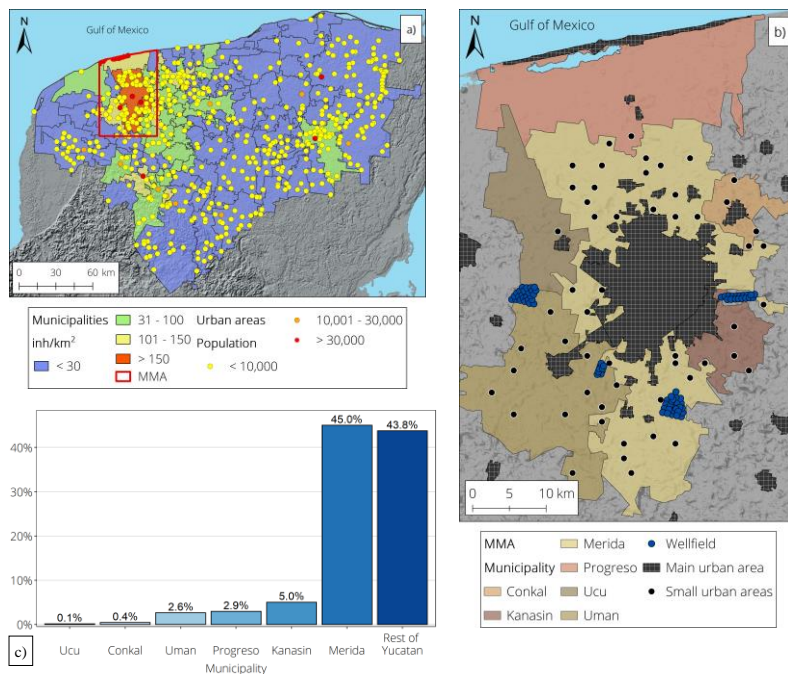 N
Gulf of Mexico
a)
0 30 60 km
Municipalities
inh/km²
< 30
31 - 100
101 - 150
> 150
MMA
Urban areas
Population
< 10,000
10,001 - 30,000
> 30,000
N
Gulf of Mexico
b)
0 5 10 km
MMA
Municipality
Conkal
Kanasin
Merida
Progreso
Ucu
Uman
Wellfield
Main urban area
Small urban areas
40%
30%
20%
10%
0%
0.1%
0.4%
2.6%
2.9%
5.0%
45.0%
43.8%
Ucu
Conkal
Uman
Progreso
Kanasin
Merida
Rest of
Yucatan
Municipality
c)